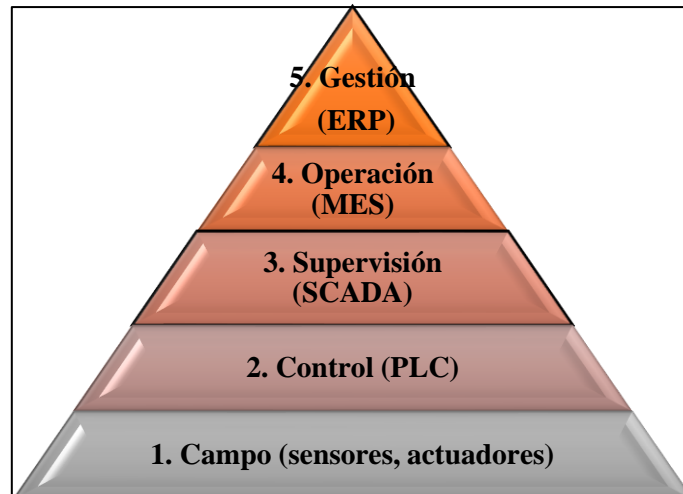 5. Gestión
(ERP)
4. Operación
(MES)
3. Supervisión
(SCADA)
2. Control (PLC)
1. Campo (sensores, actuadores)